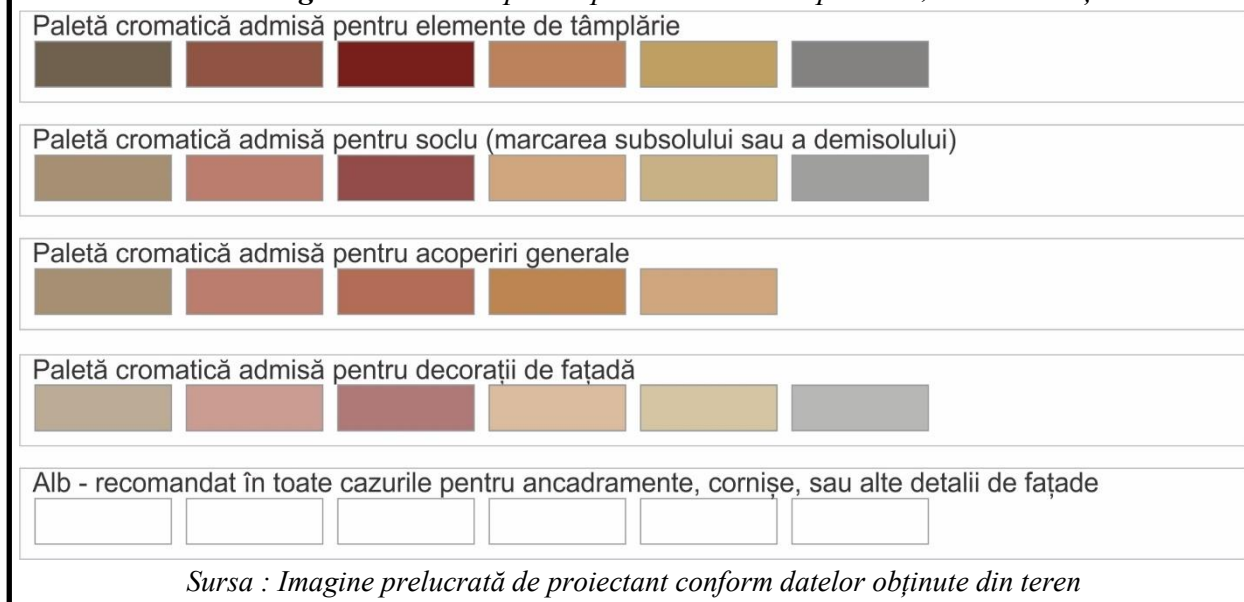 Paletă cromatică admisă pentru elemente de tâmplărie
Paletă cromatică admisă pentru soclu (marcarea subsolului sau a demisolului)
Paletă cromatică admisă pentru acoperiri generale
Paletă cromatică admisă pentru decorații de fațadă
Alb - recomandat în toate cazurile pentru ancadramente, cornișe, sau alte detalii de fațade
Sursa : Imagine prelucrată de proiectant conform datelor obținute din teren